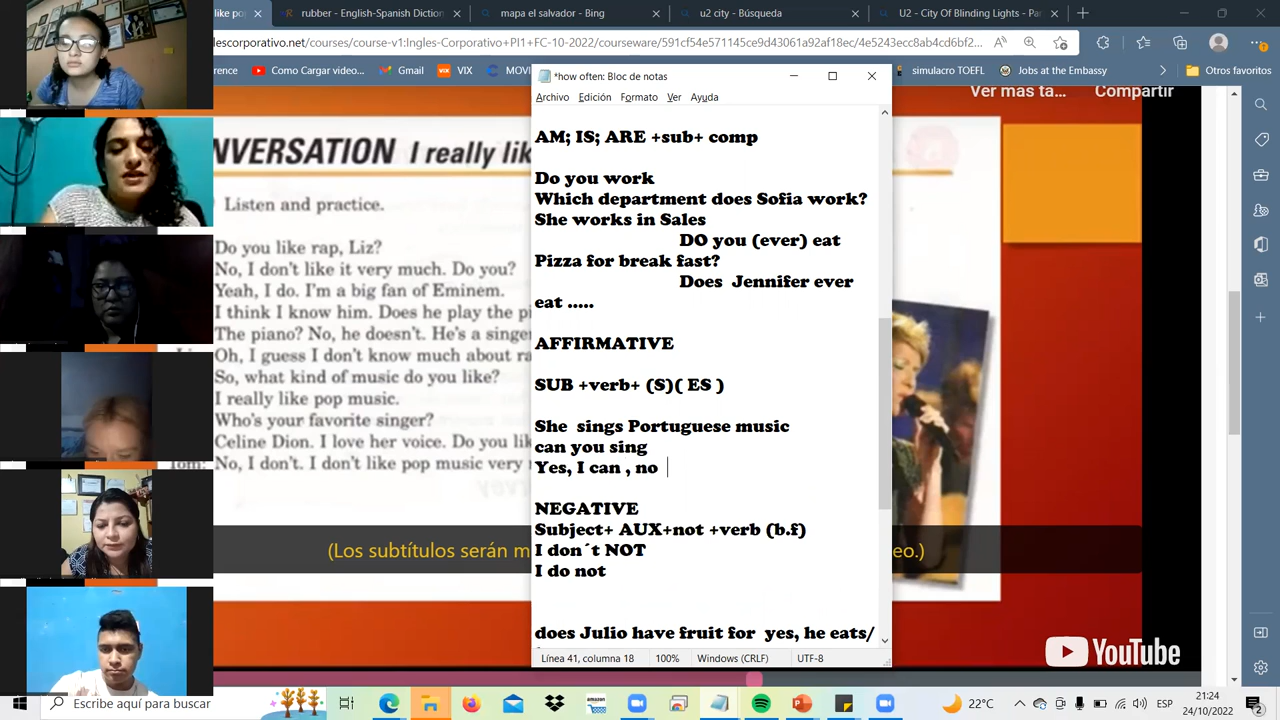 rubber - English-Spanish Dictiona
mapa el salvador - Búsqueda
u2 city - Búsqueda
U2 - City Of Blinding Lights - Par
lescorporativo.net/courses/course-v1:Ingles-Corporativo+PI1+FC-10-2022/courseware/591cf54e571145ce9d43061a92af18ec/4e5243ecc8ab4cd6bf2...
rence
Como Cargar video...
Gmail
VIX
MOVI
simulacro TOEFL
Jobs at the Embassy
Otros favoritos
*how often: Bloc de notas
Archivo Edición Formato Ver Ayuda
Ver mas ta...
Compartir
NVERSATION I really lik
Listen and practice.
Do you like rap, Liz?
No, I don't like it very much. Do you?
Yeah, I do. I'm a big fan of Eminem.
I think I know him. Does he play the pi
The piano? No, he doesn't. He's a singe
Oh, I guess I don't know much about ra
So, what kind of music do you like?
I really like pop music.
Who's your favorite singer?
Celine Dion. I love her voice. Do you lik
Tom: No, I don't. I don't like pop music very
AM; IS; ARE +sub+ comp
Do you work
Which department does Sofia work?
She works in Sales
DO you (ever) eat
Pizza for break fast?
Does Jennifer ever
eat .....
AFFIRMATIVE
SUB +verb+ (S)( ES )
She sings Portuguese music
can you sing
Yes, I can , no
NEGATIVE
Subject+ AUX+not +verb (b.f)
I don´t NOT
I do not
does Julio have fruit for yes, he eats/
(Los subtítulos serán m
eo.)
YouTube
Línea 41, columna 18
100%
Windows (CRLF)
UTF-8
Escribe aquí para buscar
amazon
22°C
ESP
21:24
24/10/2022
2